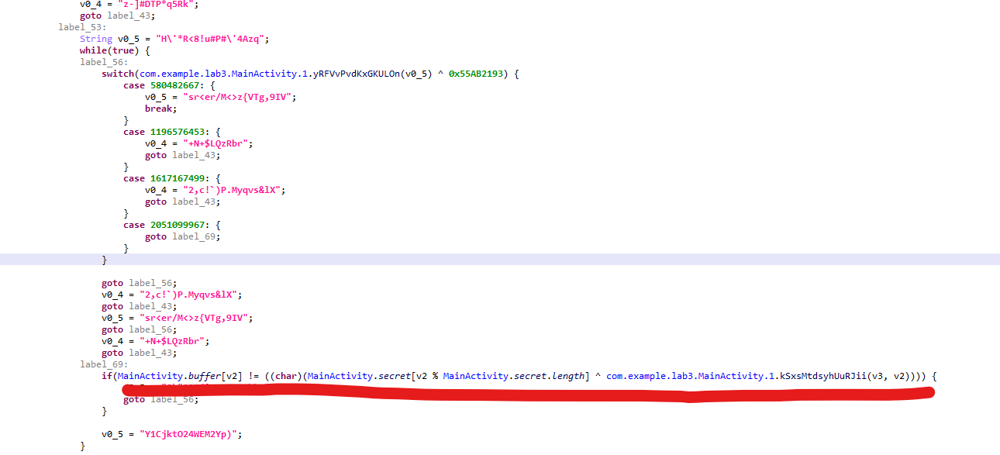 v0_4 = "z-]#DTP*q5Rk";
goto label_43;
label_53:
String v0_5 = "H\'*R<8!u#P#\'4Azq";
while(true) {
label_56:
switch(com.example.lab3.MainActivity.1.yRFVvPvdKxGKULOn(v0_5) ^ 0x55AB2193) {
case 580482667: {
v0_5 = "sr<er/M<>z{VTg,9IV";
break;
}
case 1196576453: {
v0_4 = "+N+$LQzRbr";
goto label_43;
}
case 1617167499: {
v0_4 = "2,c!`)P.Myqvs&lX";
goto label_43;
}
case 2051099967: {
goto label_69;
}
}
goto label_56;
v0_4 = "2,c!`)P.Myqvs&lX";
goto label_43;
v0_5 = "sr<er/M<>z{VTg,9IV";
goto label_56;
v0_4 = "+N+$LQzRbr";
goto label_43;
label_69:
if(MainActivity.buffer[v2] != ((char)(MainActivity.secret[v2 % MainActivity.secret.length] ^ com.example.lab3.MainActivity.1.kSxsMtdsyhUuRJii(v3, v2)))) {
goto label_56;
}
v0_5 = "Y1CjktO24WEM2Yp)";
}